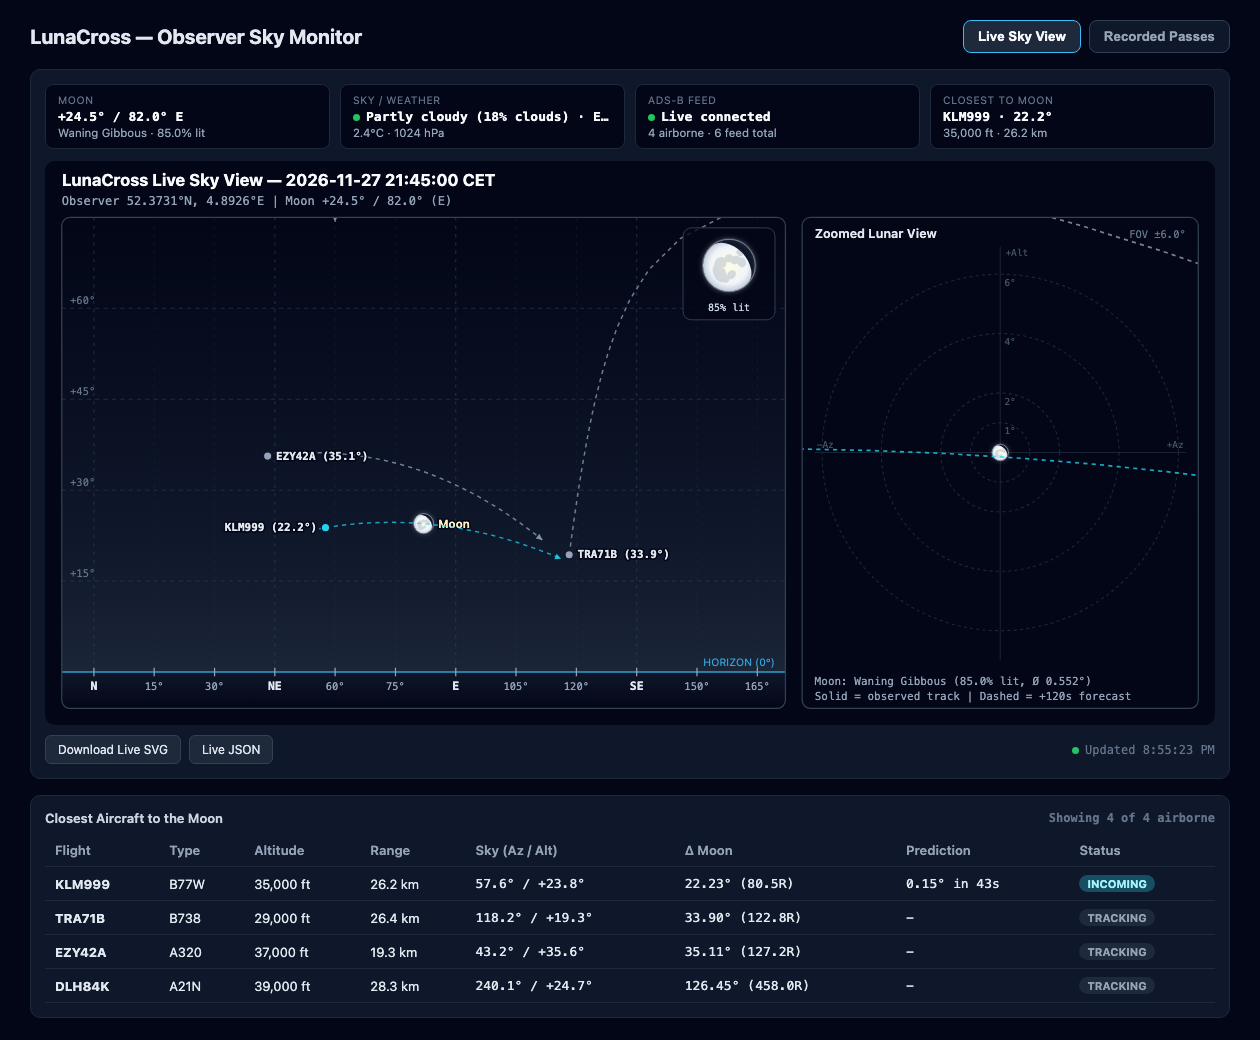 LunaCross — Observer Sky Monitor
Live Sky View
Recorded Passes
MOON
+24.5° / 82.0° E
Waning Gibbous · 85.0% lit
SKY / WEATHER
Partly cloudy (18% clouds) · E…
2.4°C · 1024 hPa
ADS-B FEED
Live connected
4 airborne · 6 feed total
CLOSEST TO MOON
KLM999 · 22.2°
35,000 ft · 26.2 km
LunaCross Live Sky View — 2026-11-27 21:45:00 CET
Observer 52.3731°N, 4.8926°E | Moon +24.5° / 82.0° (E)
85% lit
+60°
+45°
EZY42A (35.1°)
+30°
KLM999 (22.2°)
Moon
TRA71B (33.9°)
+15°
HORIZON (0°)
N 15° 30° NE 60° 75° E 105° 120° SE 150° 165°
Zoomed Lunar View
FOV ±6.0°
+Alt
6°
4°
2°
1°
−Az
+Az
Moon: Waning Gibbous (85.0% lit, Ø 0.552°)
Solid = observed track | Dashed = +120s forecast
Download Live SVG
Live JSON
Updated 8:55:23 PM
Closest Aircraft to the Moon
Showing 4 of 4 airborne
Flight Type Altitude Range Sky (Az / Alt) Δ Moon Prediction Status
KLM999 B77W 35,000 ft 26.2 km 57.6° / +23.8° 22.23° (80.5R) 0.15° in 43s INCOMING
TRA71B B738 29,000 ft 26.4 km 118.2° / +19.3° 33.90° (122.8R) — TRACKING
EZY42A A320 37,000 ft 19.3 km 43.2° / +35.6° 35.11° (127.2R) — TRACKING
DLH84K A21N 39,000 ft 28.3 km 240.1° / +24.7° 126.45° (458.0R) — TRACKING